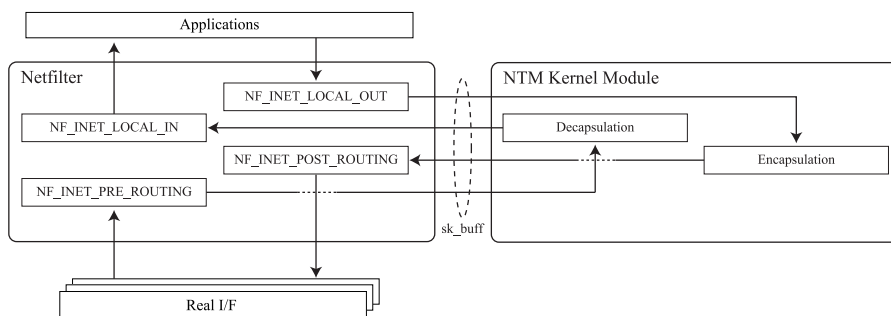 Applications
Netfilter
NTM Kernel Module
NF_INET_LOCAL_OUT
NF_INET_LOCAL_IN
Decapsulation
NF_INET_POST_ROUTING
Encapsulation
NF_INET_PRE_ROUTING
sk_buff
Real I/F